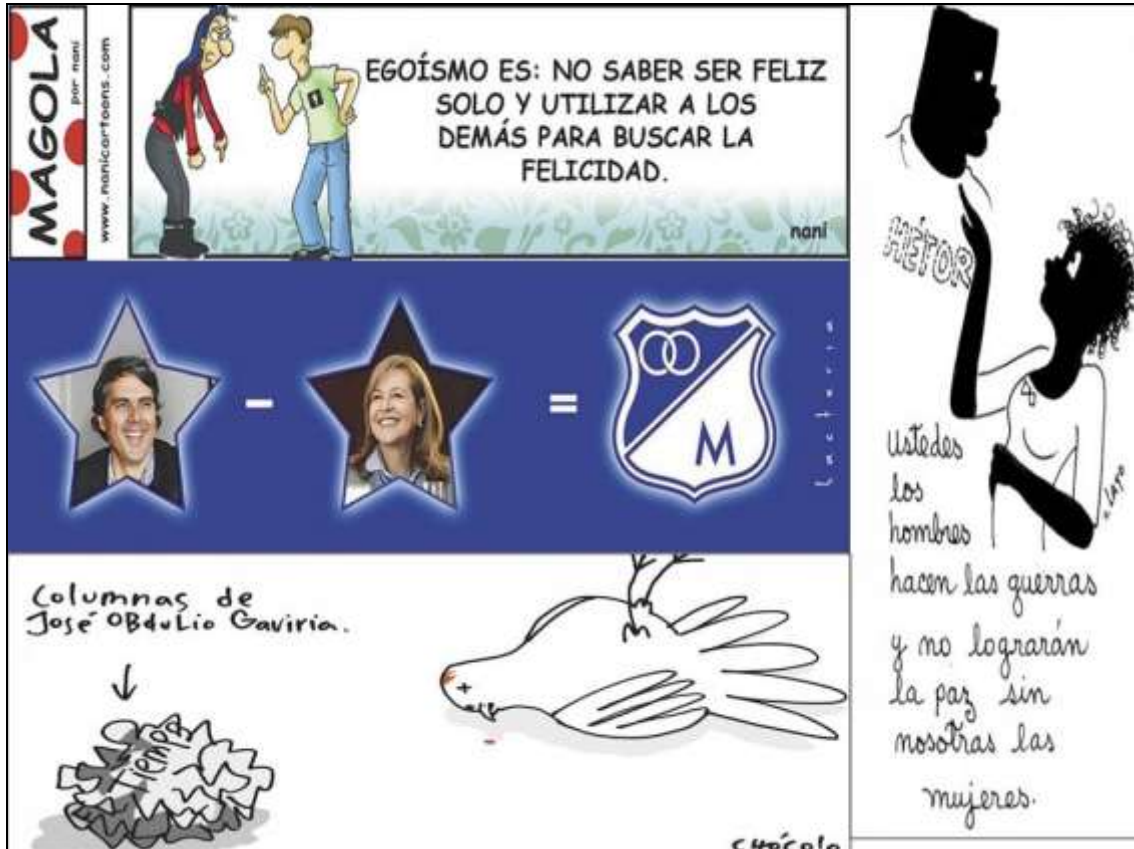 MAGOLA
por nani
www.nanicartoons.com
EGOÍSMO ES: NO SABER SER FELIZ
SOLO Y UTILIZAR A LOS
DEMÁS PARA BUSCAR LA
FELICIDAD.
nani
- =
M
Columnas de
José OBduLio Gaviria.
Tiempo
CHócolo
HÉTOR
ustedes
los
hombres
hacen las guerras
y no lograrán
la paz sin
nosotras las
mujeres.